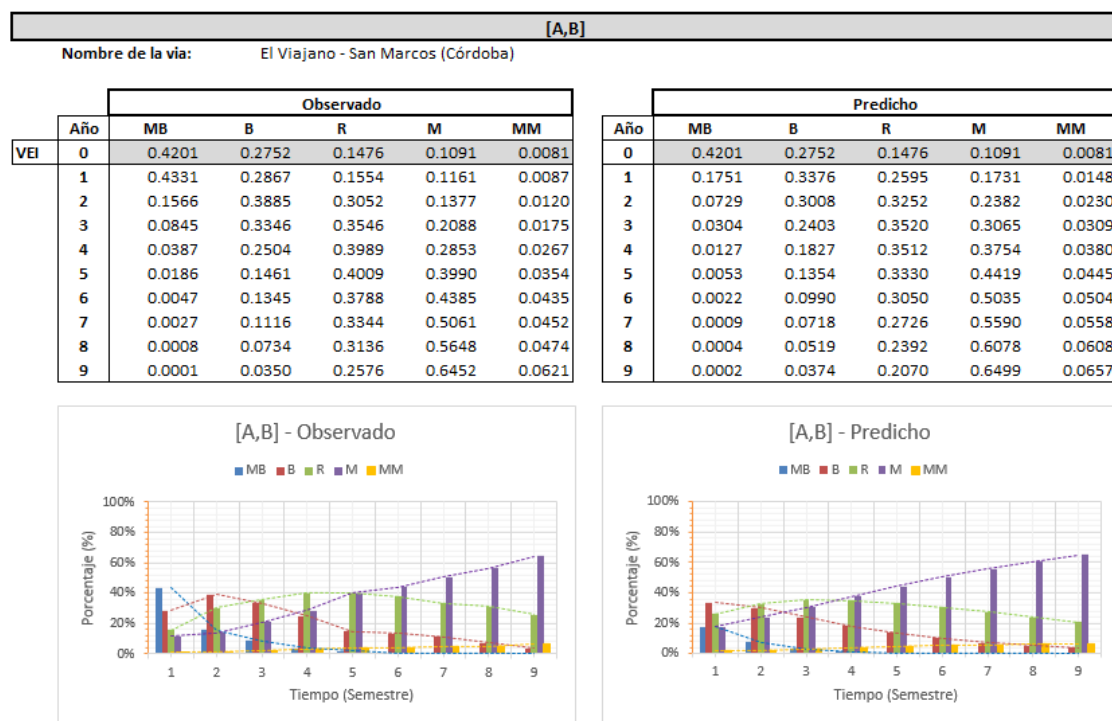 [A,B]
Nombre de la via: El Viajano - San Marcos (Córdoba)
Observado
Año MB B R M MM
VEI 0 0.4201 0.2752 0.1476 0.1091 0.0081
1 0.4331 0.2867 0.1554 0.1161 0.0087
2 0.1566 0.3885 0.3052 0.1377 0.0120
3 0.0845 0.3346 0.3546 0.2088 0.0175
4 0.0387 0.2504 0.3989 0.2853 0.0267
5 0.0186 0.1461 0.4009 0.3990 0.0354
6 0.0047 0.1345 0.3788 0.4385 0.0435
7 0.0027 0.1116 0.3344 0.5061 0.0452
8 0.0008 0.0734 0.3136 0.5648 0.0474
9 0.0001 0.0350 0.2576 0.6452 0.0621
Predicho
Año MB B R M MM
0 0.4201 0.2752 0.1476 0.1091 0.0081
1 0.1751 0.3376 0.2595 0.1731 0.0148
2 0.0729 0.3008 0.3252 0.2382 0.0230
3 0.0304 0.2403 0.3520 0.3065 0.0309
4 0.0127 0.1827 0.3512 0.3754 0.0380
5 0.0053 0.1354 0.3330 0.4419 0.0445
6 0.0022 0.0990 0.3050 0.5035 0.0504
7 0.0009 0.0718 0.2726 0.5590 0.0558
8 0.0004 0.0519 0.2392 0.6078 0.0608
9 0.0002 0.0374 0.2070 0.6499 0.0657
[A,B] - Observado
MB B R M MM
Porcentaje (%)
100%
80%
60%
40%
20%
0%
1 2 3 4 5 6 7 8 9
Tiempo (Semestre)
[A,B] - Predicho
MB B R M MM
Porcentaje (%)
100%
80%
60%
40%
20%
0%
1 2 3 4 5 6 7 8 9
Tiempo (Semestre)